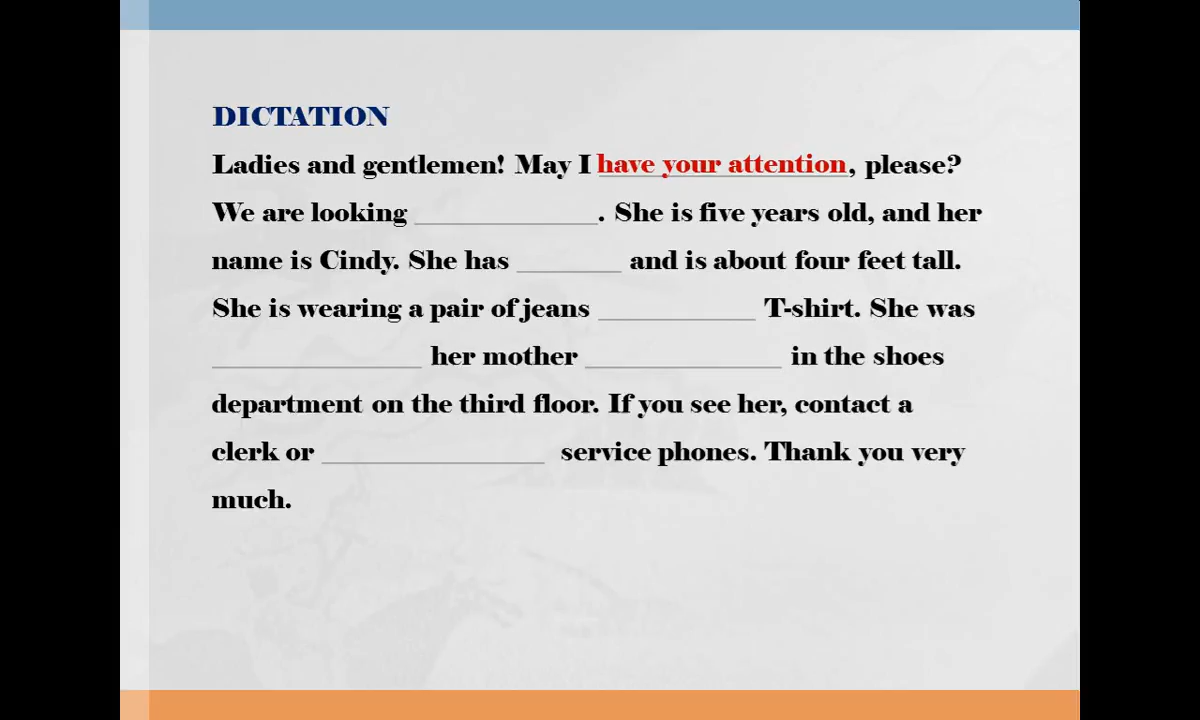 DICTATION
Ladies and gentlemen! May I have your attention, please?
We are looking ______________. She is five years old, and her
name is Cindy. She has ________ and is about four feet tall.
She is wearing a pair of jeans ____________ T-shirt. She was
________________ her mother _______________ in the shoes
department on the third floor. If you see her, contact a
clerk or _________________ service phones. Thank you very
much.